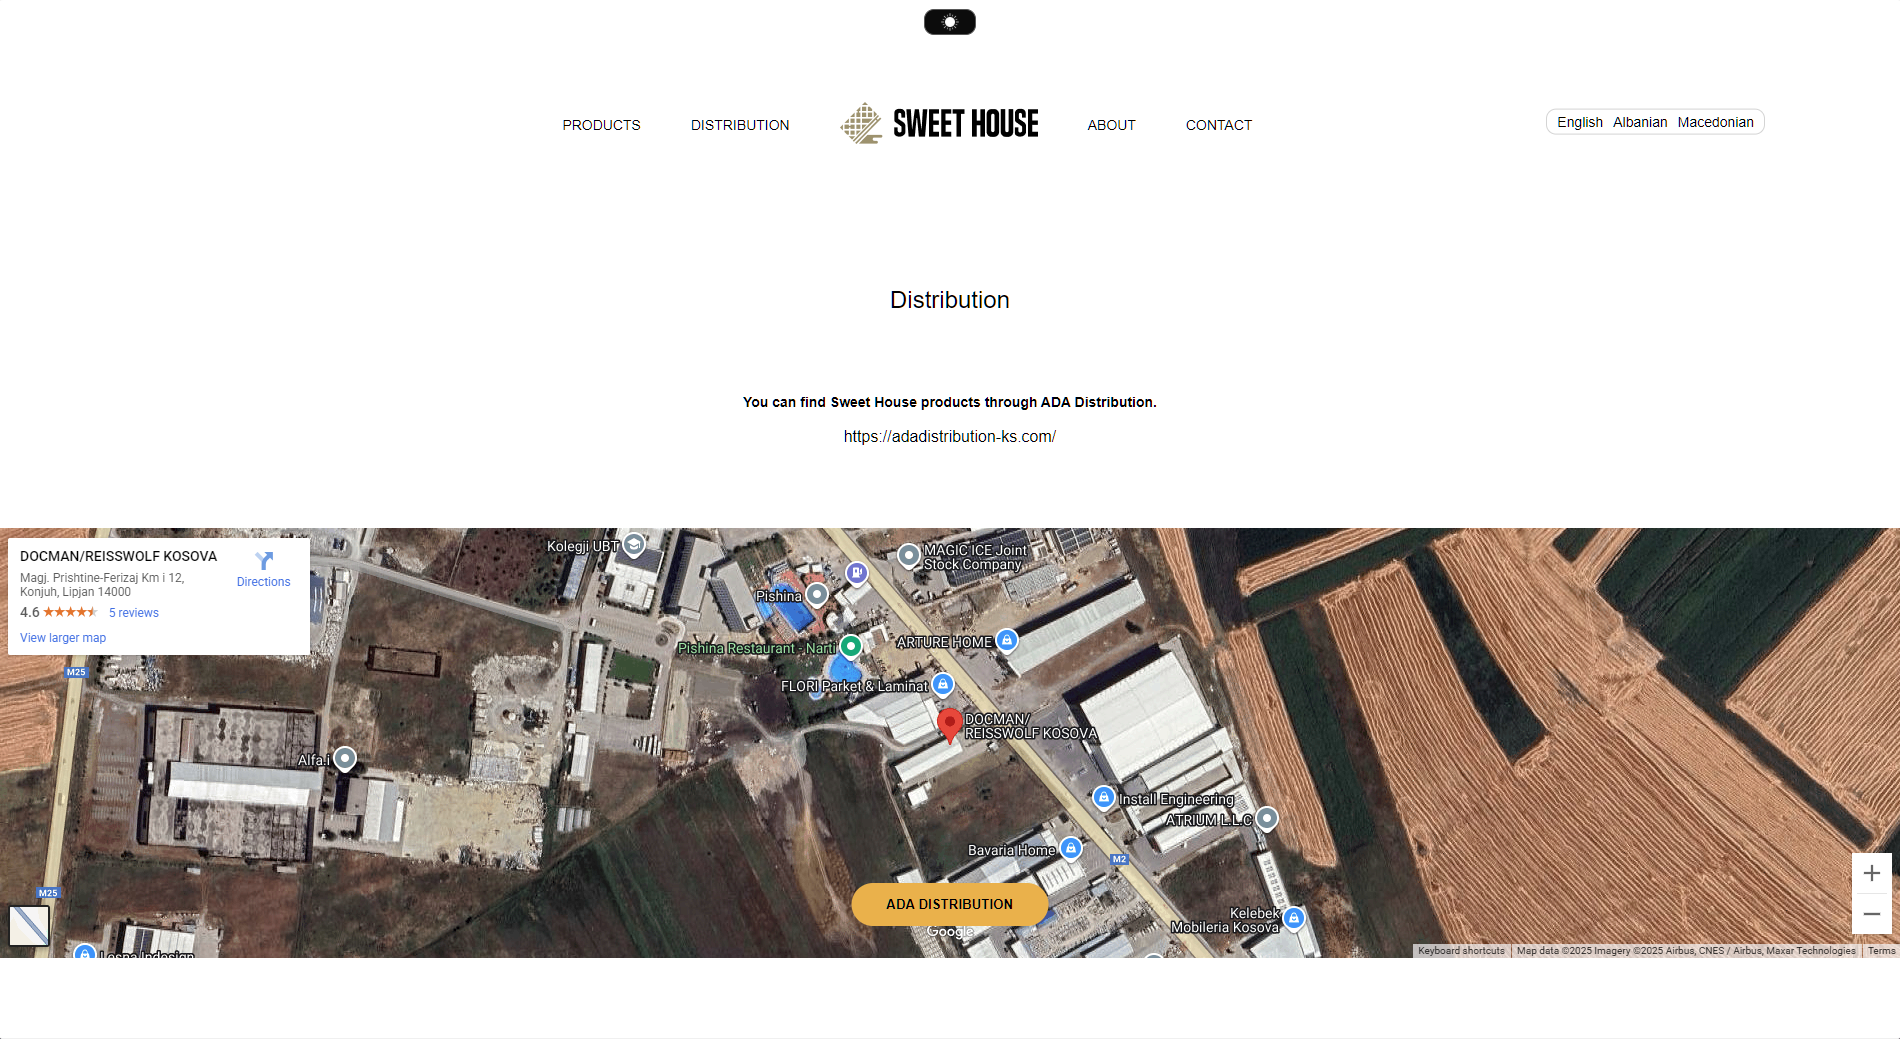 PRODUCTS
DISTRIBUTION
SWEET HOUSE
ABOUT
CONTACT
English Albanian Macedonian
Distribution
You can find Sweet House products through ADA Distribution.
https://adadistribution-ks.com/
DOCMAN/REISSWOLF KOSOVA
Magj. Prishtine-Ferizaj Km i 12,
Konjuh, Lipjan 14000
4.6
5 reviews
View larger map
Directions
Kolegji UBT
MAGIC ICE Joint
Stock Company
Pishina
ARTURE HOME
Pishina Restaurant - Narti
M25
FLORI Parket & Laminat
DOCMAN/
REISSWOLF KOSOVA
Alfa.i
Install Engineering
ATRIUM L.L.C
Bavaria Home
M2
M25
ADA DISTRIBUTION
Google
Kelebek
Mobileria Kosova
Lesna Indesign
Keyboard shortcuts
Map data ©2025 Imagery ©2025 Airbus, CNES / Airbus, Maxar Technologies
Terms